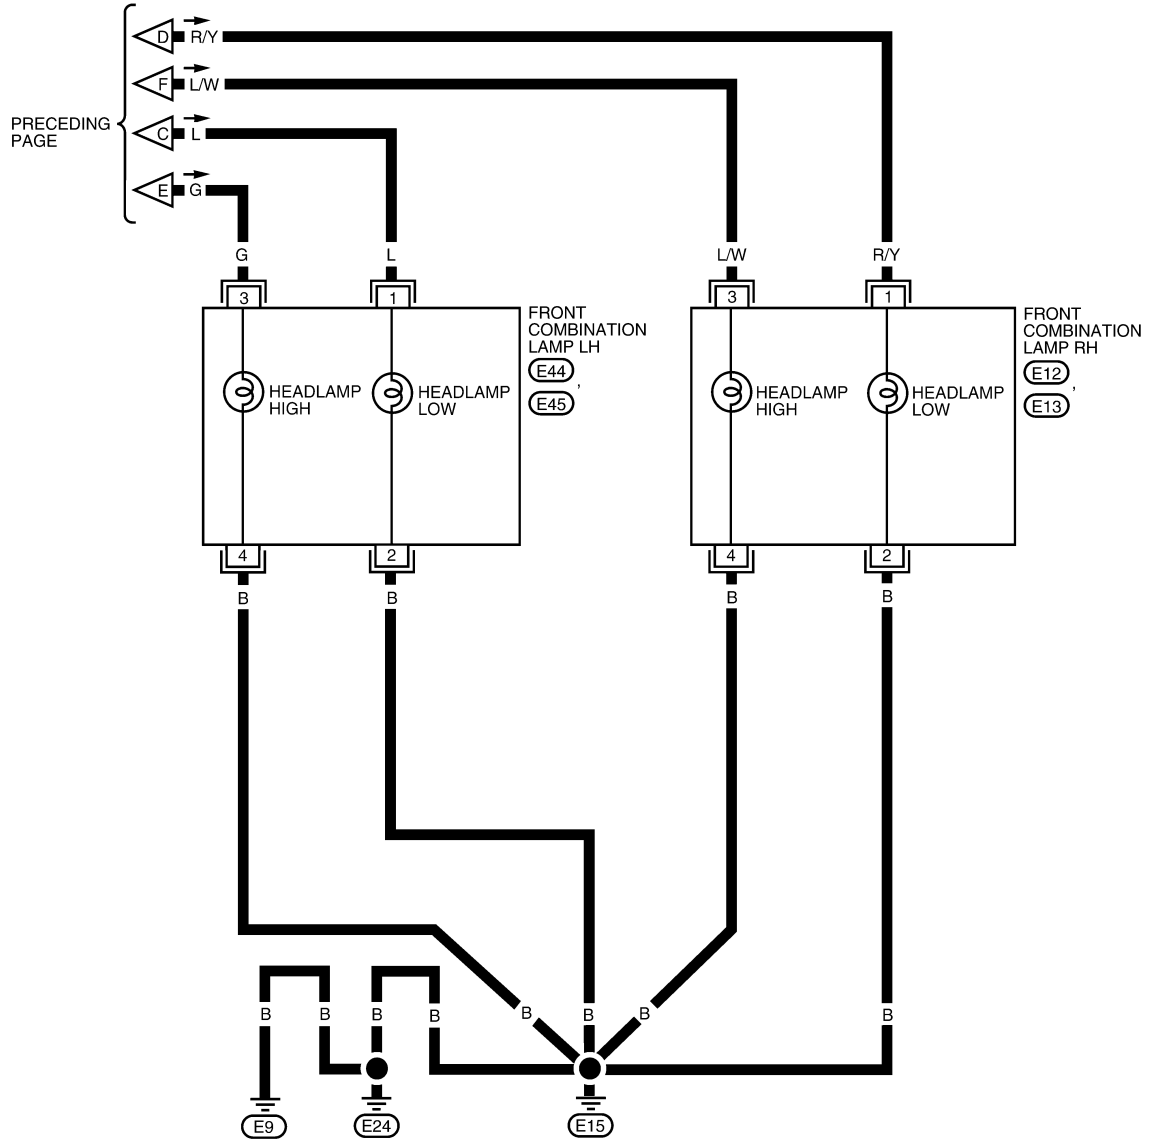 D R/Y
F L/W
PRECEDING
PAGE
C L
E G
G L L/W R/Y
3 1 3 1
FRONT
COMBINATION
LAMP LH
E44 ,
E45
FRONT
COMBINATION
LAMP RH
E12 ,
E13
HEADLAMP
HIGH
HEADLAMP
LOW
HEADLAMP
HIGH
HEADLAMP
LOW
4 2 4 2
B B B B
B B B B B B B B
E9 E24 E15